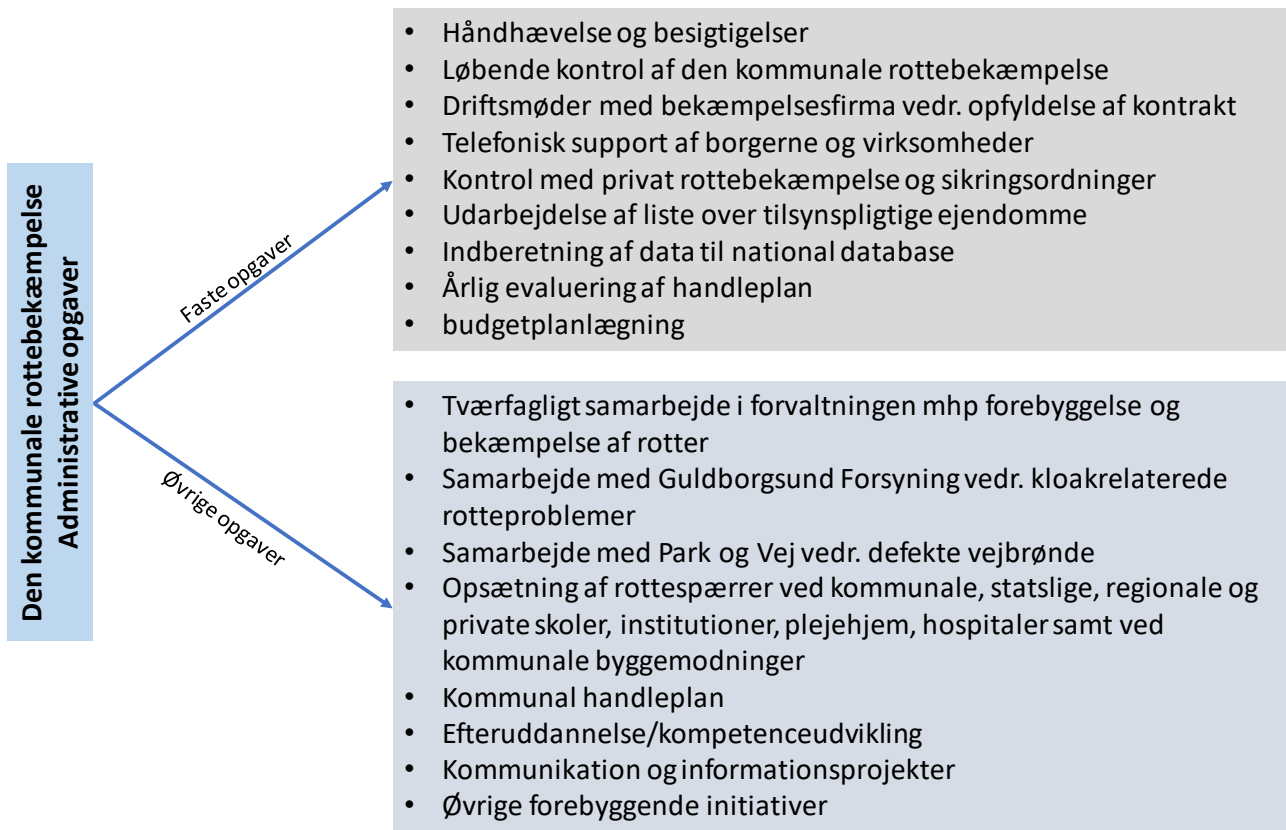 Den kommunale rottebekæmpelse
Administrative opgaver
Faste opgaver
• Håndhævelse og besigtigelser
• Løbende kontrol af den kommunale rottebekæmpelse
• Driftsmøder med bekæmpelsesfirma vedr. opfyldelse af kontrakt
• Telefonisk support af borgerne og virksomheder
• Kontrol med privat rottebekæmpelse og sikringsordninger
• Udarbejdelse af liste over tilsynspligtige ejendomme
• Indberetning af data til national database
• Årlig evaluering af handleplan
• budgetplanlægning
Øvrige opgaver
• Tværfagligt samarbejde i forvaltningen mhp forebyggelse og
bekæmpelse af rotter
• Samarbejde med Guldborgsund Forsyning vedr. kloakrelaterede
rotteproblemer
• Samarbejde med Park og Vej vedr. defekte vejbrønde
• Opsætning af rottespærrer ved kommunale, statslige, regionale og
private skoler, institutioner, plejehjem, hospitaler samt ved
kommunale byggemodninger
• Kommunal handleplan
• Efteruddannelse/kompetenceudvikling
• Kommunikation og informationsprojekter
• Øvrige forebyggende initiativer